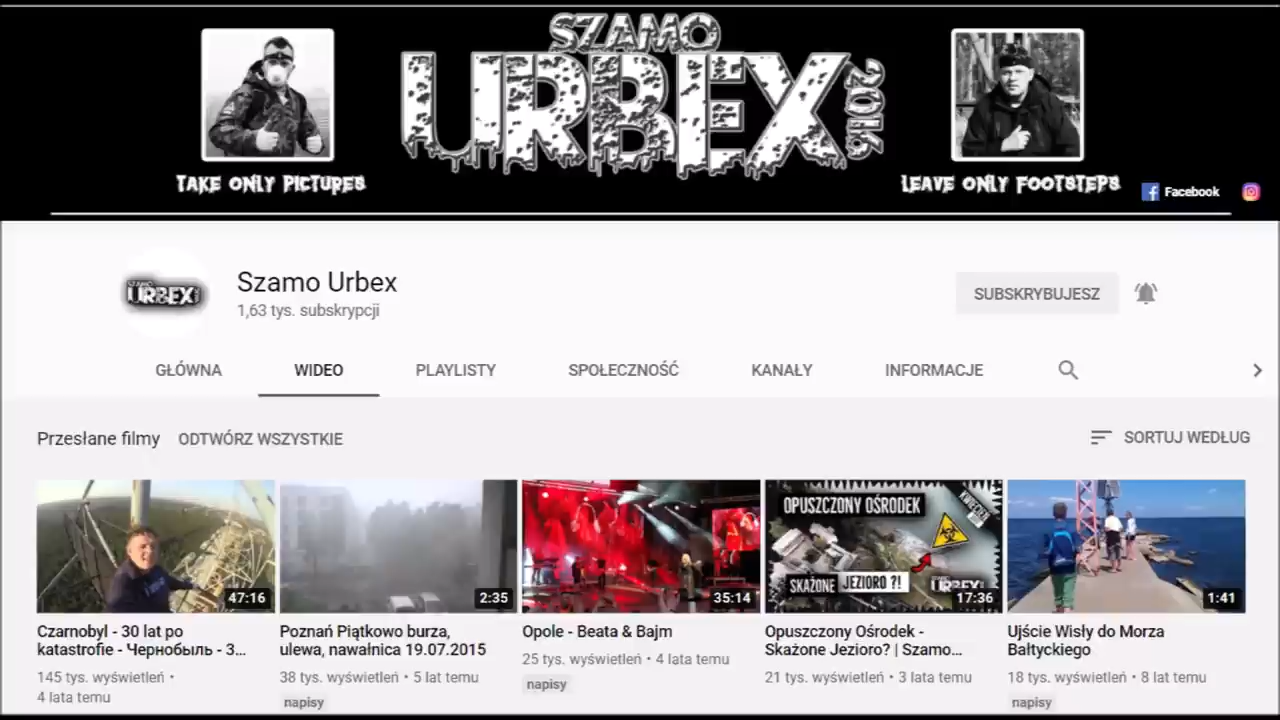 SZAMO
URBEX
2016
TAKE ONLY PICTURES
LEAVE ONLY FOOTSTEPS
Facebook
SZAMO
URBEX
Szamo Urbex
1,63 tys. subskrypcji
SUBSKRYBUJESZ
GŁÓWNA
WIDEO
PLAYLISTY
SPOŁECZNOŚĆ
KANAŁY
INFORMACJE
Przesłane filmy
ODTWÓRZ WSZYSTKIE
SORTUJ WEDŁUG
47:16
2:35
35:14
OPUSZCZONY OŚRODEK
SKAŻONE JEZIORO ?!
URBEX
17:36
1:41
Czarnobyl - 30 lat po
katastrofie - Чернобыль - 3...
145 tys. wyświetleń •
4 lata temu
Poznań Piątkowo burza,
ulewa, nawałnica 19.07.2015
38 tys. wyświetleń • 5 lat temu
napisy
Opole - Beata & Bajm
25 tys. wyświetleń • 4 lata temu
napisy
Opuszczony Ośrodek -
Skażone Jezioro? | Szamo...
21 tys. wyświetleń • 3 lata temu
Ujście Wisły do Morza
Bałtyckiego
18 tys. wyświetleń • 8 lat temu
napisy